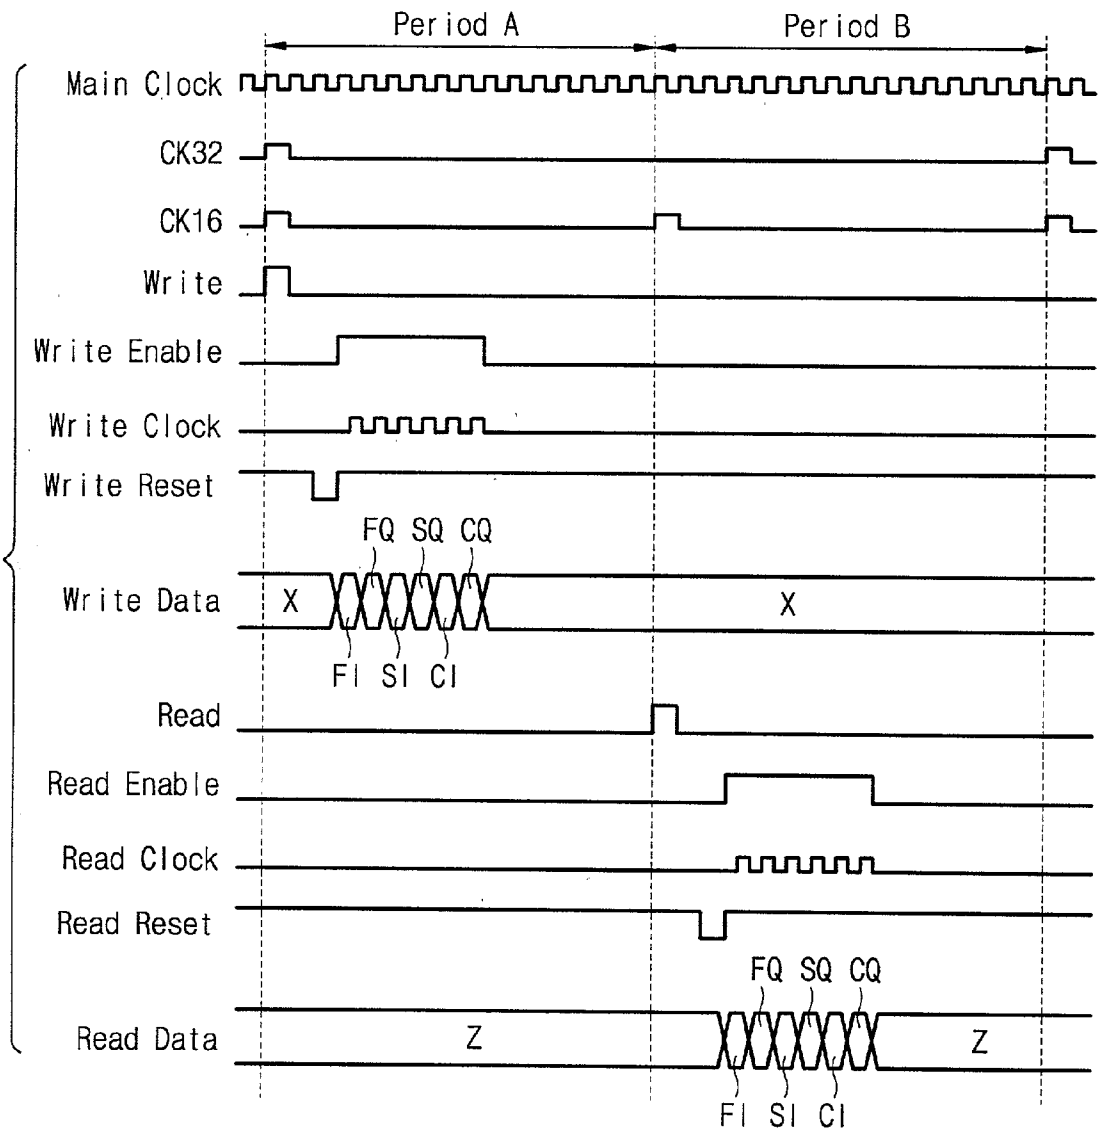 Period A Period B
Main Clock
CK32
CK16
Write
Write Enable
Write Clock
Write Reset
FQ SQ CQ
Write Data X X
FI SI CI
Read
Read Enable
Read Clock
Read Reset
FQ SQ CQ
Read Data Z Z
FI SI CI